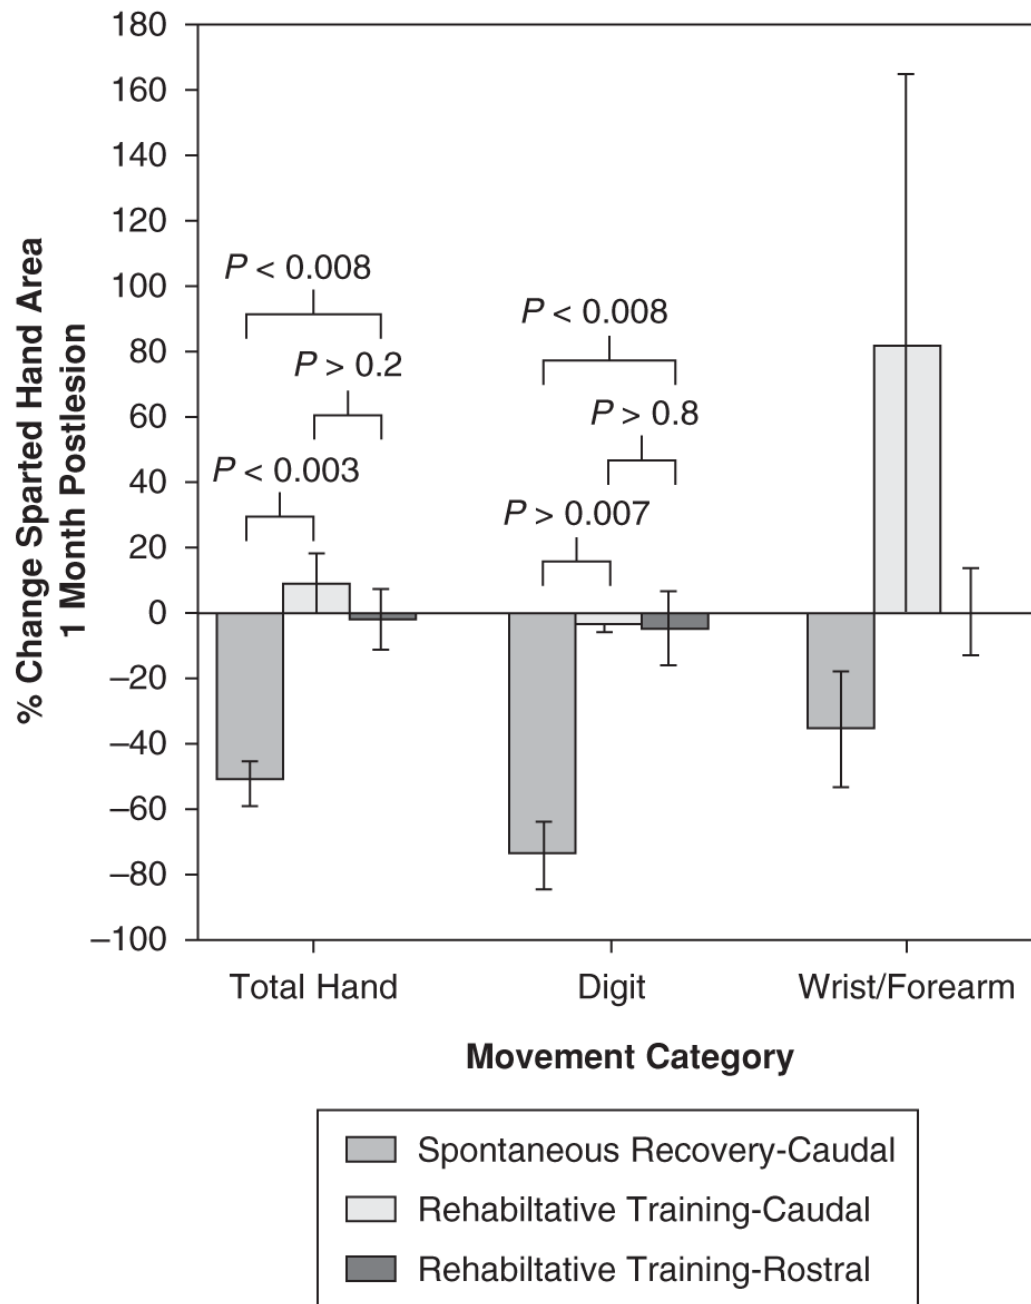 180
160
140
120
100
80
60
40
20
0
–20
–40
–60
–80
–100
% Change Sparted Hand Area
1 Month Postlesion
P < 0.008
P > 0.2
P < 0.003
P < 0.008
P > 0.8
P > 0.007
Total Hand
Digit
Wrist/Forearm
Movement Category
Spontaneous Recovery-Caudal
Rehabiltative Training-Caudal
Rehabiltative Training-Rostral